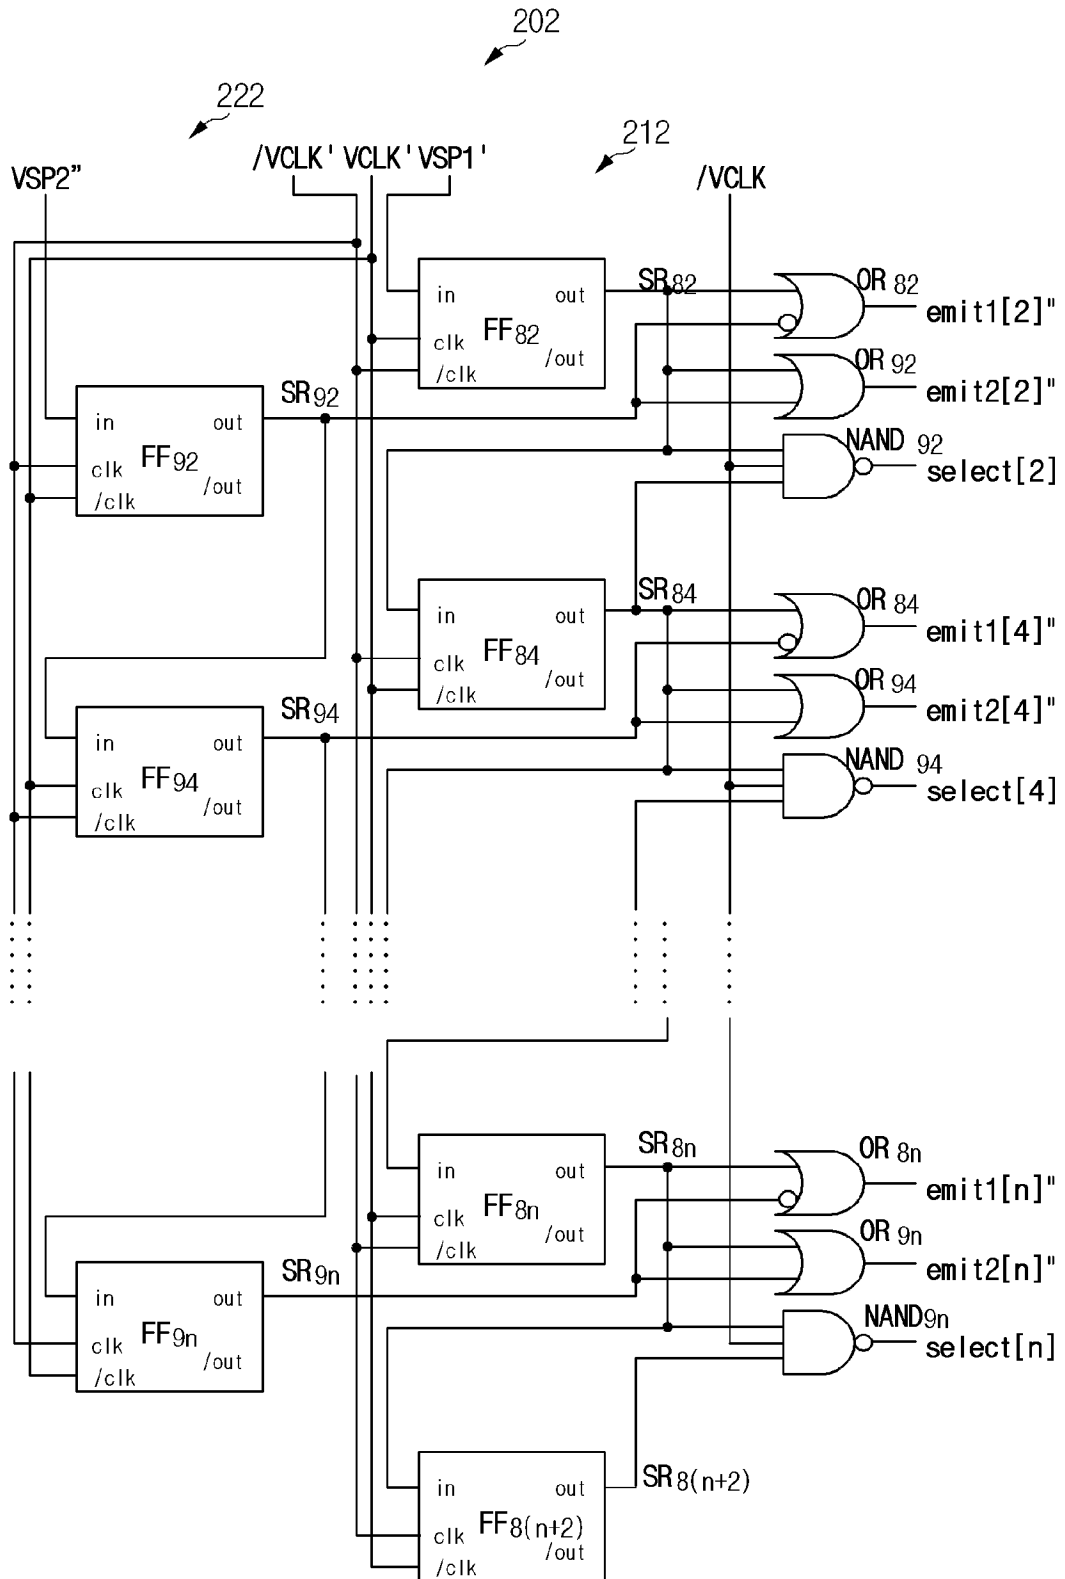 202
222
212
VSP2"
/VCLK' VCLK' VSP1'
/VCLK
in out
FF82
clk
/clk
/out
SR82
OR 82
emit1[2]"
OR 92
emit2[2]"
NAND 92
select[2]
SR92
in out
FF92
clk
/clk
/out
in out
FF84
clk
/clk
/out
SR84
OR 84
emit1[4]"
OR 94
emit2[4]"
NAND 94
select[4]
SR94
in out
FF94
clk
/clk
/out
in out
FF8n
clk
/clk
/out
SR8n
OR 8n
emit1[n]"
OR 9n
emit2[n]"
NAND9n
select[n]
SR9n
in out
FF9n
clk
/clk
/out
in out
FF8(n+2)
clk
/clk
/out
SR8(n+2)